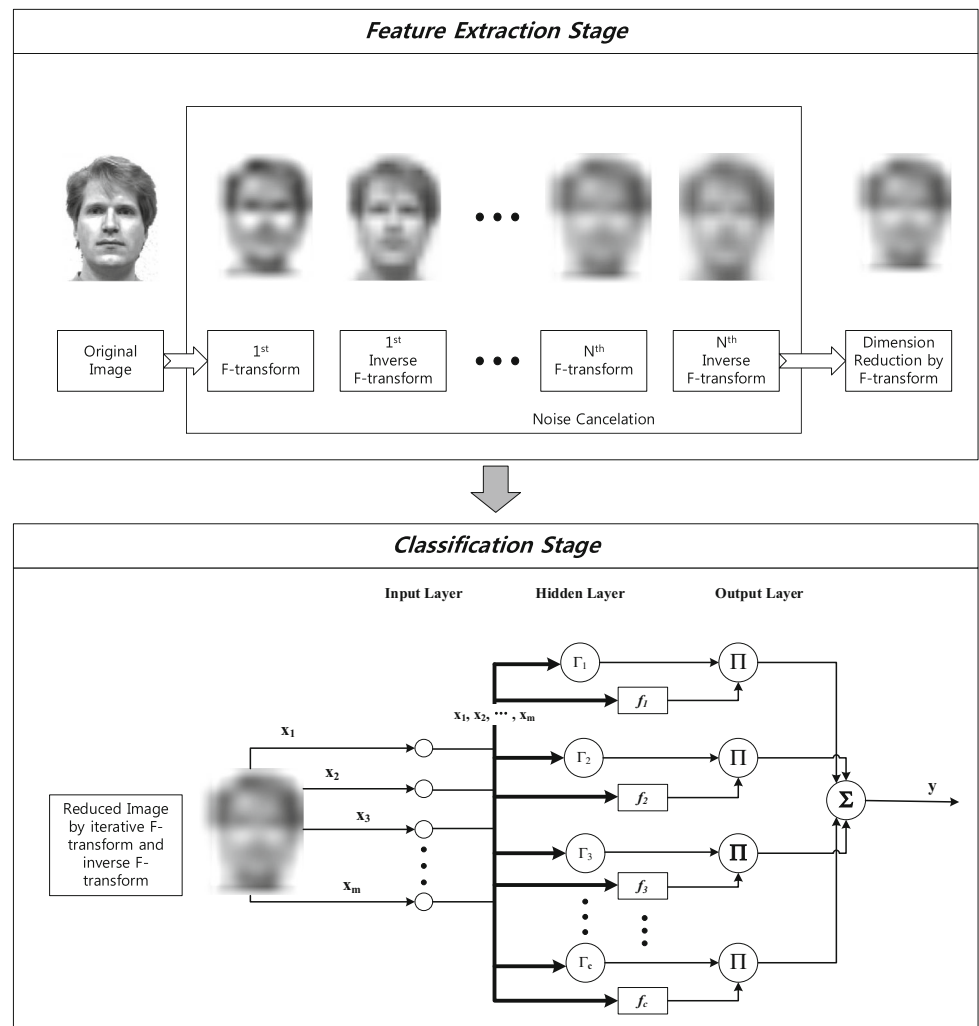 Feature Extraction Stage
Original
Image
1st
F-transform
1st
Inverse
F-transform
Nth
F-transform
Nth
Inverse
F-transform
Dimension
Reduction by
F-transform
Noise Cancelation
Classification Stage
Input Layer
Hidden Layer
Output Layer
Γ1
Π
f1
x1, x2, ··· , xm
x1
Γ2
Π
x2
f2
Reduced Image
by iterative F-
transform and
inverse F-
transform
x3
Σ
y
Γ3
Π
f3
xm
Γc
Π
fc